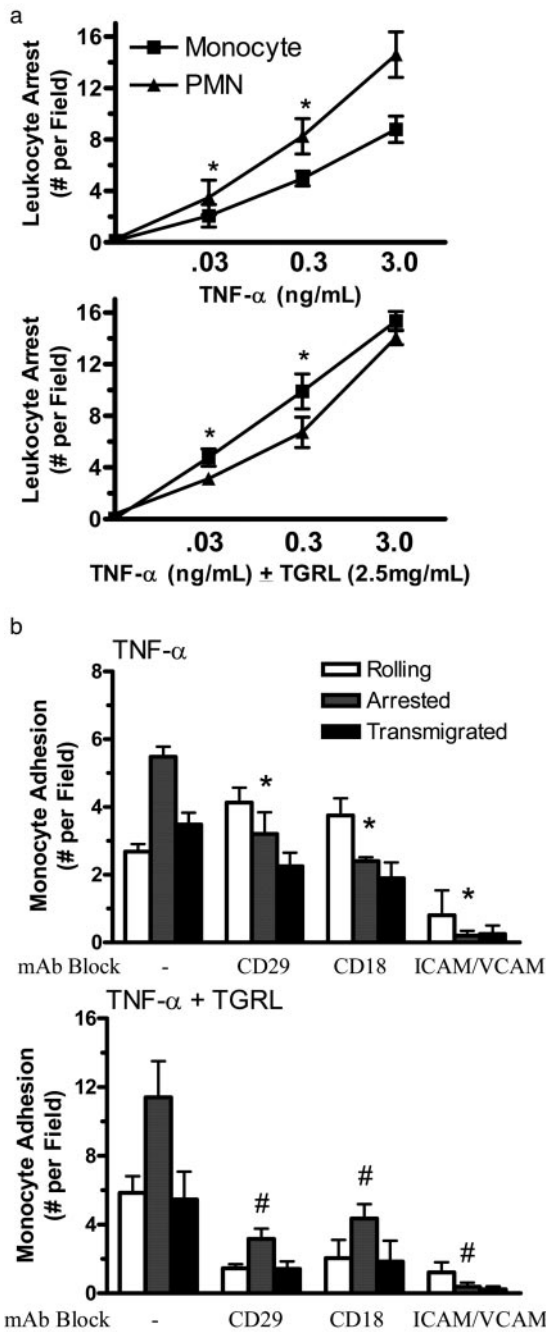 a
Leukocyte Arrest
(# per Field)
16
12
8
4
0
Monocyte
PMN
*
*
.03
0.3
3.0
TNF-α (ng/mL)
Leukocyte Arrest
(# per Field)
16
12
8
4
0
*
*
.03
0.3
3.0
TNF-α (ng/mL) ± TGRL (2.5mg/mL)
b
TNF-α
Monocyte Adhesion
(# per Field)
8
6
4
2
0
Rolling
Arrested
Transmigrated
*
*
*
mAb Block - CD29 CD18 ICAM/VCAM
TNF-α + TGRL
Monocyte Adhesion
(# per Field)
16
12
8
4
0
#
#
#
mAb Block - CD29 CD18 ICAM/VCAM